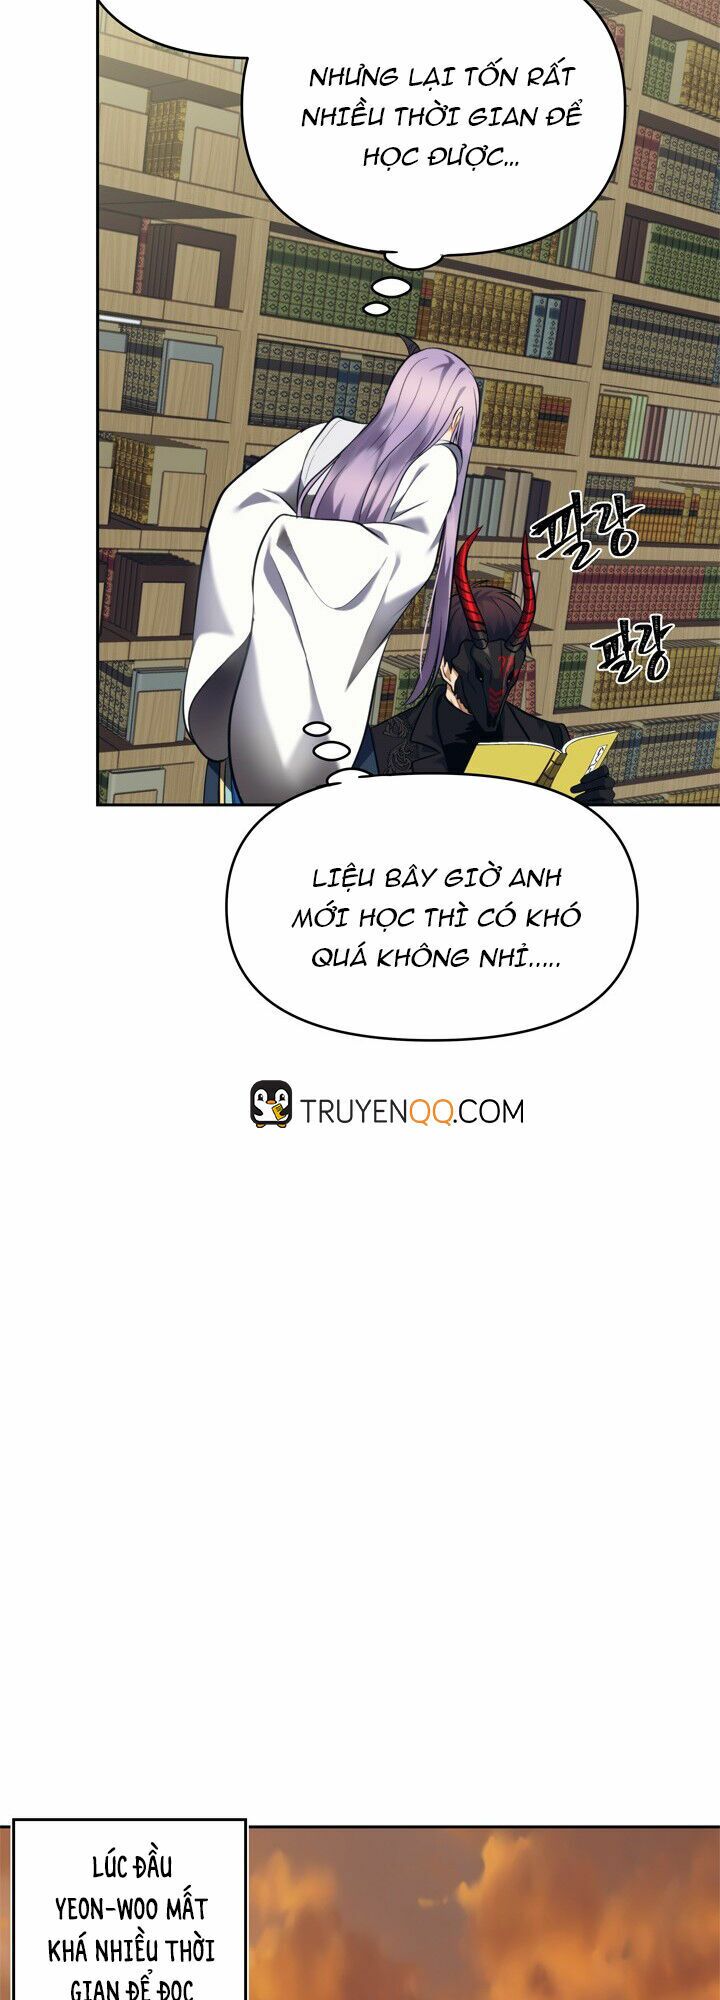 NHƯNG LẠI TỐN RẤT
NHIỀU THỜI GIAN ĐỂ
HỌC ĐƯỢC...
팔랑
팔랑
LIỆU BÂY GIỜ ANH
MỚI HỌC THÌ CÓ KHÓ
QUÁ KHÔNG NHỈ.....
TRUYENQQ.COM
LÚC ĐẦU
YEON-WOO MẤT
KHÁ NHIỀU THỜI
GIAN ĐỂ ĐỌC